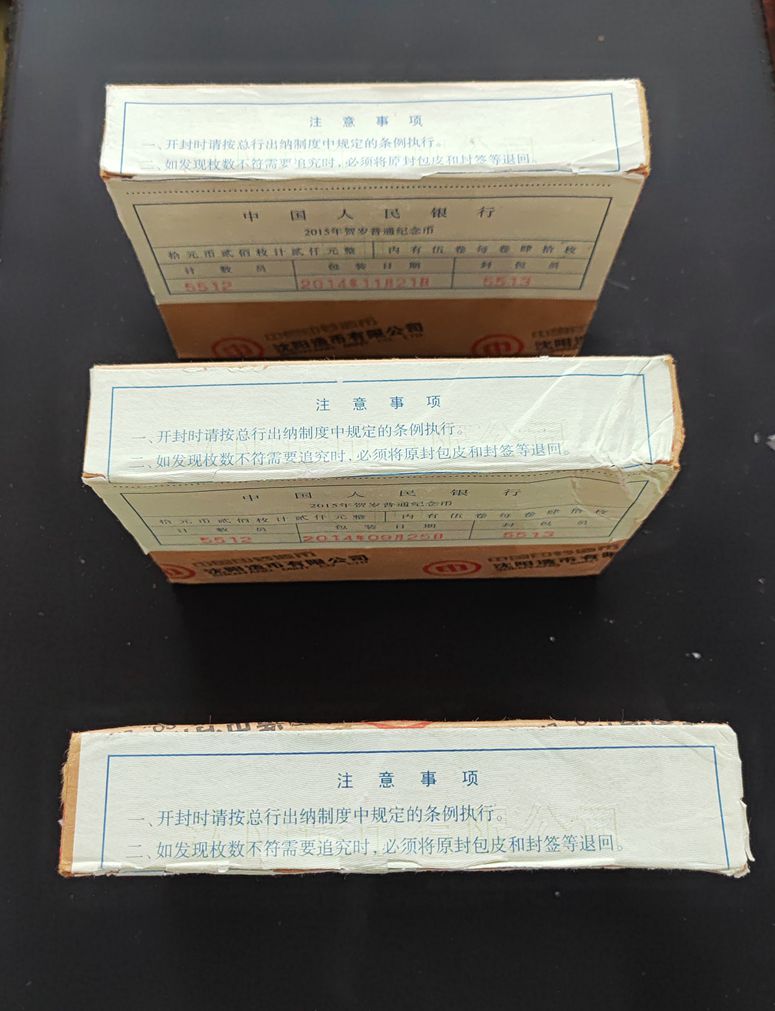 注意事项
一、开封时请按总行出纳制度中规定的条例执行。
二、如发现枚数不符需要追究时，必须将原封包皮和封签等退回。
中国人民银行
2015年贺岁普通纪念币
拾元币贰佰枚计贰仟元整 内有伍卷每卷肆拾枚
计数员 包装日期 封包员
5512 2014年11月21日 5513
沈阳造币有限公司 沈阳造币
注意事项
一、开封时请按总行出纳制度中规定的条例执行。
二、如发现枚数不符需要追究时，必须将原封包皮和封签等退回。
中国人民银行
2015年贺岁普通纪念币
拾元币贰佰枚计贰仟元整 内有伍卷每卷肆拾枚
计数员 包装日期 封包员
5512 2014年09月25日 5513
中国印钞造币
沈阳造币有限公司 沈阳造币有限公司
注意事项
一、开封时请按总行出纳制度中规定的条例执行。
二、如发现枚数不符需要追究时，必须将原封包皮和封签等退回。